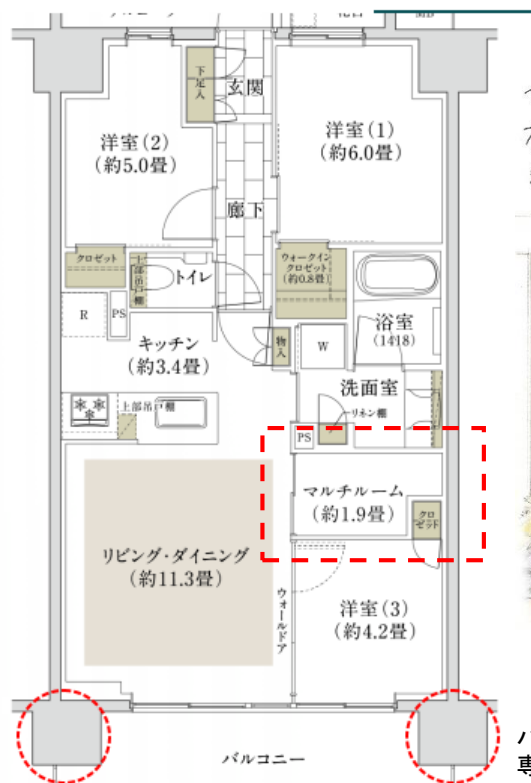 MB
下足入
玄関
洋室(2)
(約5.0畳)
洋室(1)
(約6.0畳)
廊下
クロゼット
上部吊戸棚
トイレ
ウォークイン
クロゼット
(約0.8畳)
R
PS
キッチン
(約3.4畳)
物入
W
浴室
(1418)
洗面室
リネン棚
上部吊戸棚
PS
マルチルーム
(約1.9畳)
クロ
ゼット
リビング・ダイニング
(約11.3畳)
ウォールドア
洋室(3)
(約4.2畳)
バルコニー